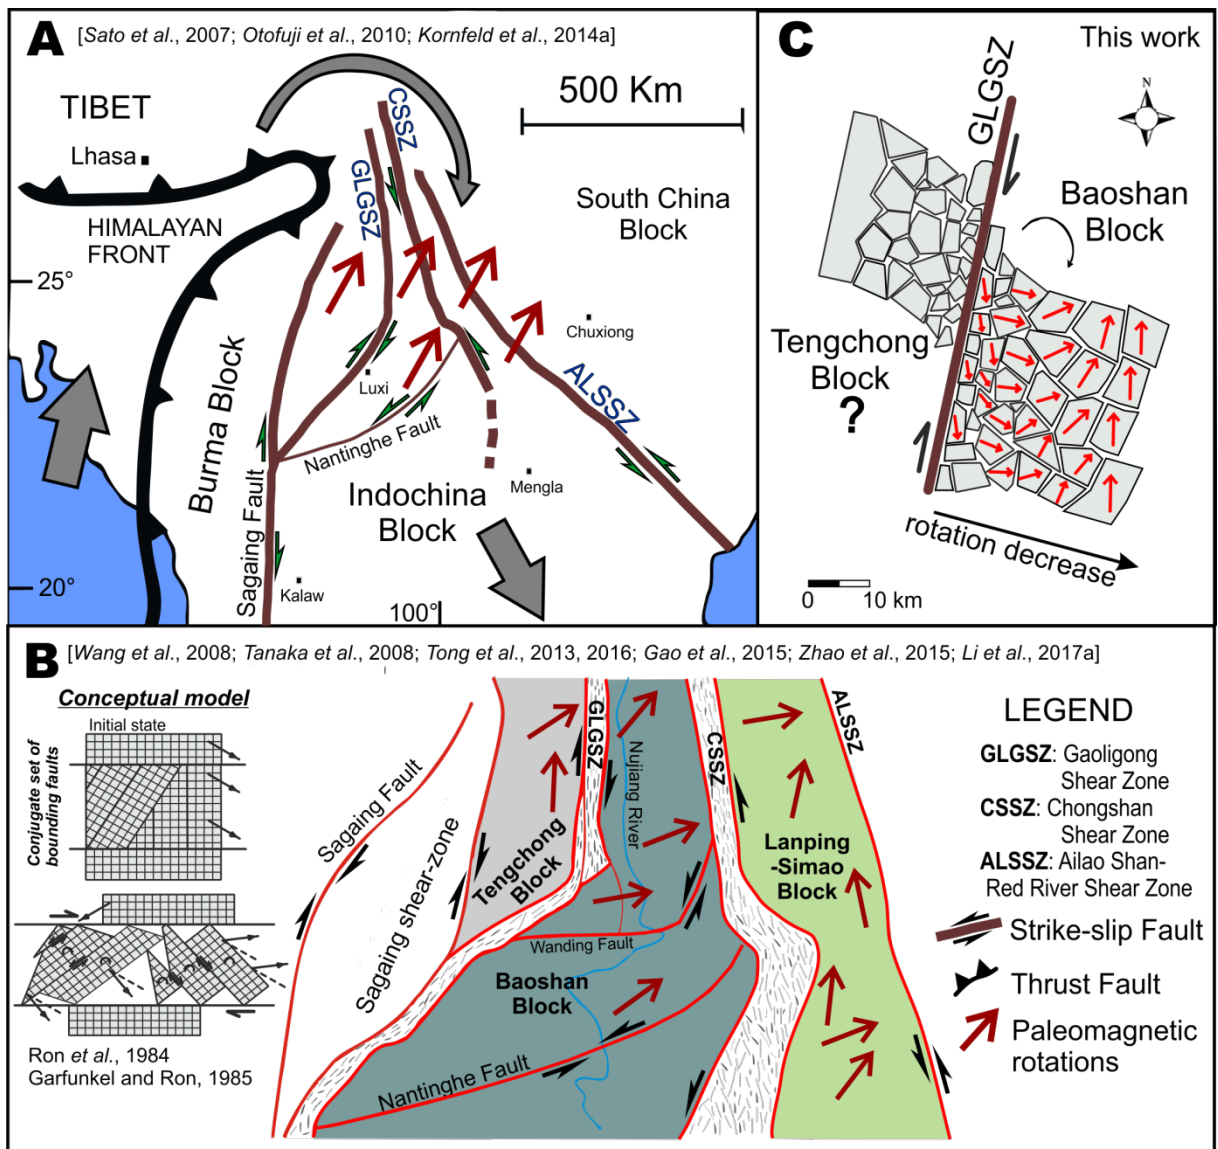 A
[Sato et al., 2007; Otofuji et al., 2010; Kornfeld et al., 2014a]
TIBET
Lhasa
HIMALAYAN
FRONT
CSSZ
GLGSZ
500 Km
South China
Block
25°
Chuxiong
Burma Block
Luxi
ALSSZ
Nantinghe Fault
Mengla
Indochina
Block
Sagaing Fault
Kalaw
20°
100°
C
This work
N
GLGSZ
Baoshan
Block
Tengchong
Block
?
rotation decrease
0 10 km
B
[Wang et al., 2008; Tanaka et al., 2008; Tong et al., 2013, 2016; Gao et al., 2015; Zhao et al., 2015; Li et al., 2017a]
Conceptual model
Initial state
Conjugate set of
bounding faults
Ron et al., 1984
Garfunkel and Ron, 1985
Sagaing Fault
Sagaing shear-zone
Tengchong
Block
GLGSZ
Nujiang River
CSSZ
ALSSZ
Lanping
-Simao
Block
Wanding Fault
Baoshan
Block
Nantinghe Fault
LEGEND
GLGSZ: Gaoligong
Shear Zone
CSSZ: Chongshan
Shear Zone
ALSSZ: Ailao Shan-
Red River Shear Zone
Strike-slip Fault
Thrust Fault
Paleomagnetic
rotations